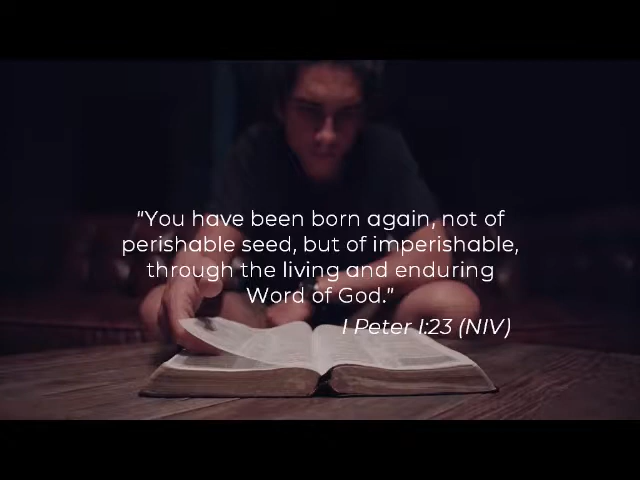 “You have been born again, not of
perishable seed, but of imperishable,
through the living and enduring
Word of God.”
I Peter I:23 (NIV)